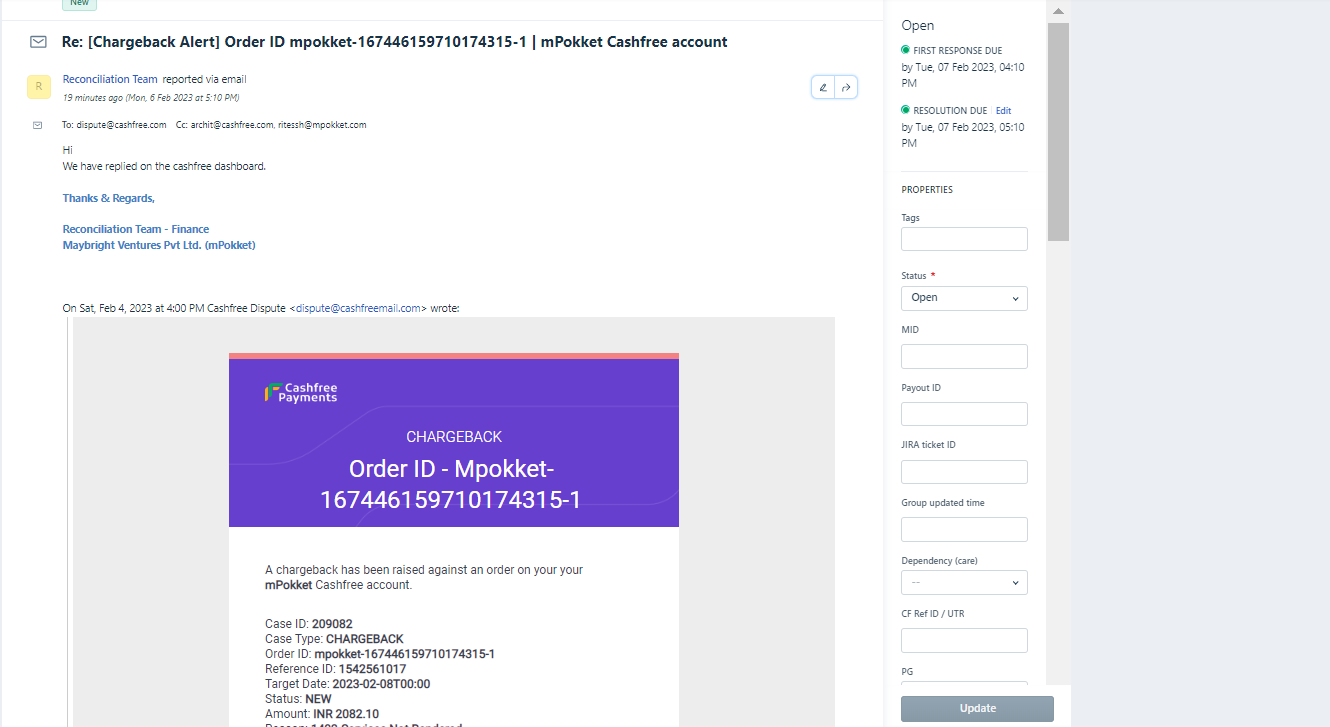 New
Re: [Chargeback Alert] Order ID mpokket-167446159710174315-1 | mPokket Cashfree account
R
Reconciliation Team reported via email
19 minutes ago (Mon, 6 Feb 2023 at 5:10 PM)
To: dispute@cashfree.com Cc: archit@cashfree.com, ritessh@mpokket.com
Hi
We have replied on the cashfree dashboard.
Thanks & Regards,
Reconciliation Team - Finance
Maybright Ventures Pvt Ltd. (mPokket)
On Sat, Feb 4, 2023 at 4:00 PM Cashfree Dispute <dispute@cashfreemail.com> wrote:
Cashfree
Payments
CHARGEBACK
Order ID - Mpokket-
167446159710174315-1
A chargeback has been raised against an order on your your
mPokket Cashfree account.
Case ID: 209082
Case Type: CHARGEBACK
Order ID: mpokket-167446159710174315-1
Reference ID: 1542561017
Target Date: 2023-02-08T00:00
Status: NEW
Amount: INR 2082.10
Reason: 1400 Services Not Rendered
Open
FIRST RESPONSE DUE
by Tue, 07 Feb 2023, 04:10
PM
RESOLUTION DUE Edit
by Tue, 07 Feb 2023, 05:10
PM
PROPERTIES
Tags
Status *
Open
MID
Payout ID
JIRA ticket ID
Group updated time
Dependency (care)
--
CF Ref ID / UTR
PG
Update